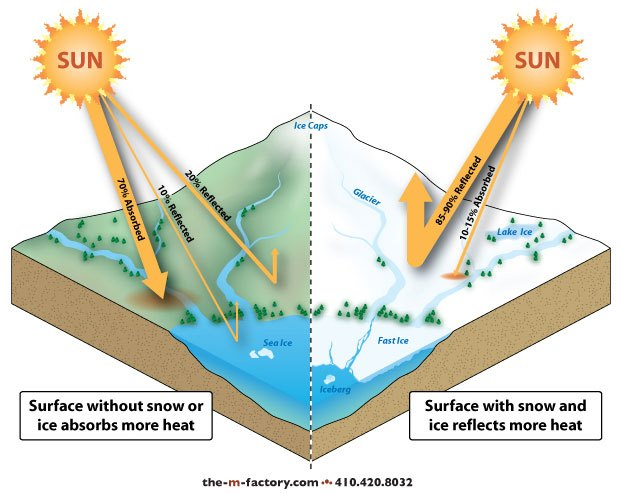 SUN
SUN
Ice Caps
70% Absorbed
10% Reflected
20% Reflected
Glacier
85-90% Reflected
10-15% Absorbed
Lake Ice
Sea Ice
Fast Ice
Iceberg
Surface without snow or
ice absorbs more heat
Surface with snow and
ice reflects more heat
the-m-factory.com 410.420.8032